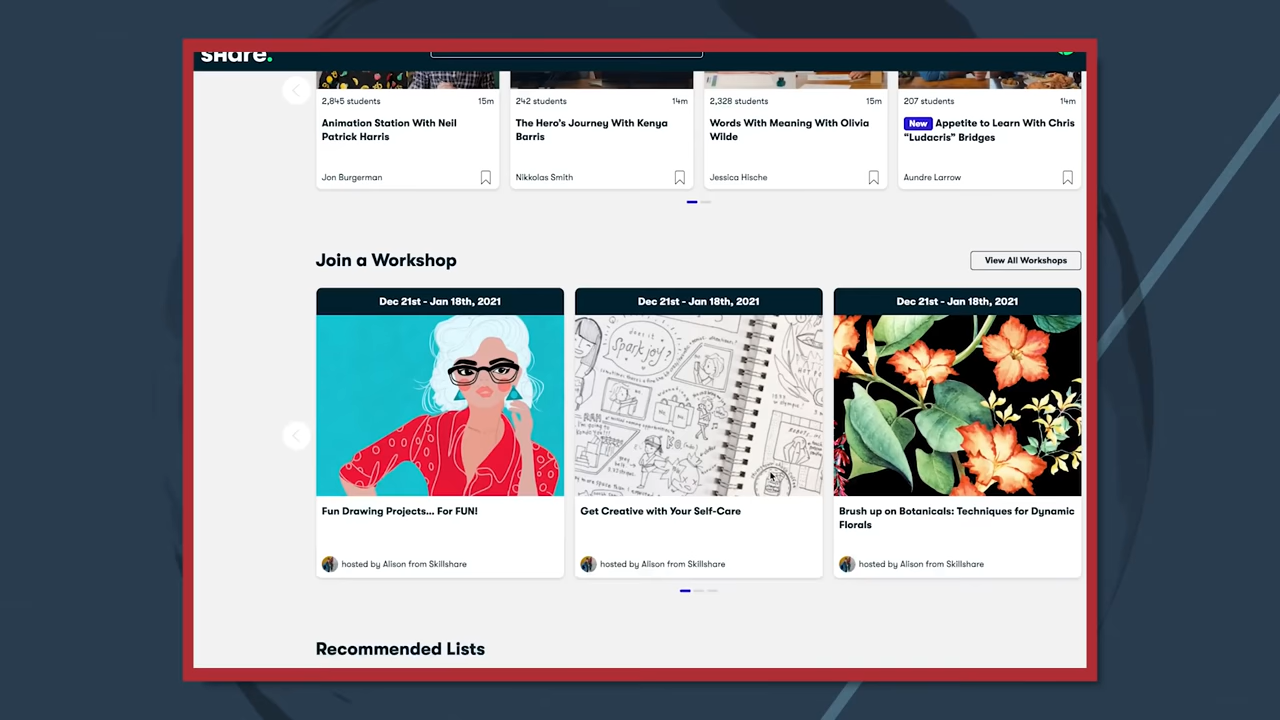 sHare.
2,845 students 15m
242 students 14m
2,328 students 15m
207 students 14m
Animation Station With Neil
Patrick Harris
The Hero's Journey With Kenya
Barris
Words With Meaning With Olivia
Wilde
New Appetite to Learn With Chris
“Ludacris” Bridges
Jon Burgerman
Nikkolas Smith
Jessica Hische
Aundre Larrow
Join a Workshop
View All Workshops
Dec 21st - Jan 18th, 2021
Dec 21st - Jan 18th, 2021
Dec 21st - Jan 18th, 2021
does it
Spark joy?
Fun Drawing Projects... For FUN!
Get Creative with Your Self-Care
Brush up on Botanicals: Techniques for Dynamic
Florals
hosted by Alison from Skillshare
hosted by Alison from Skillshare
hosted by Alison from Skillshare
Recommended Lists